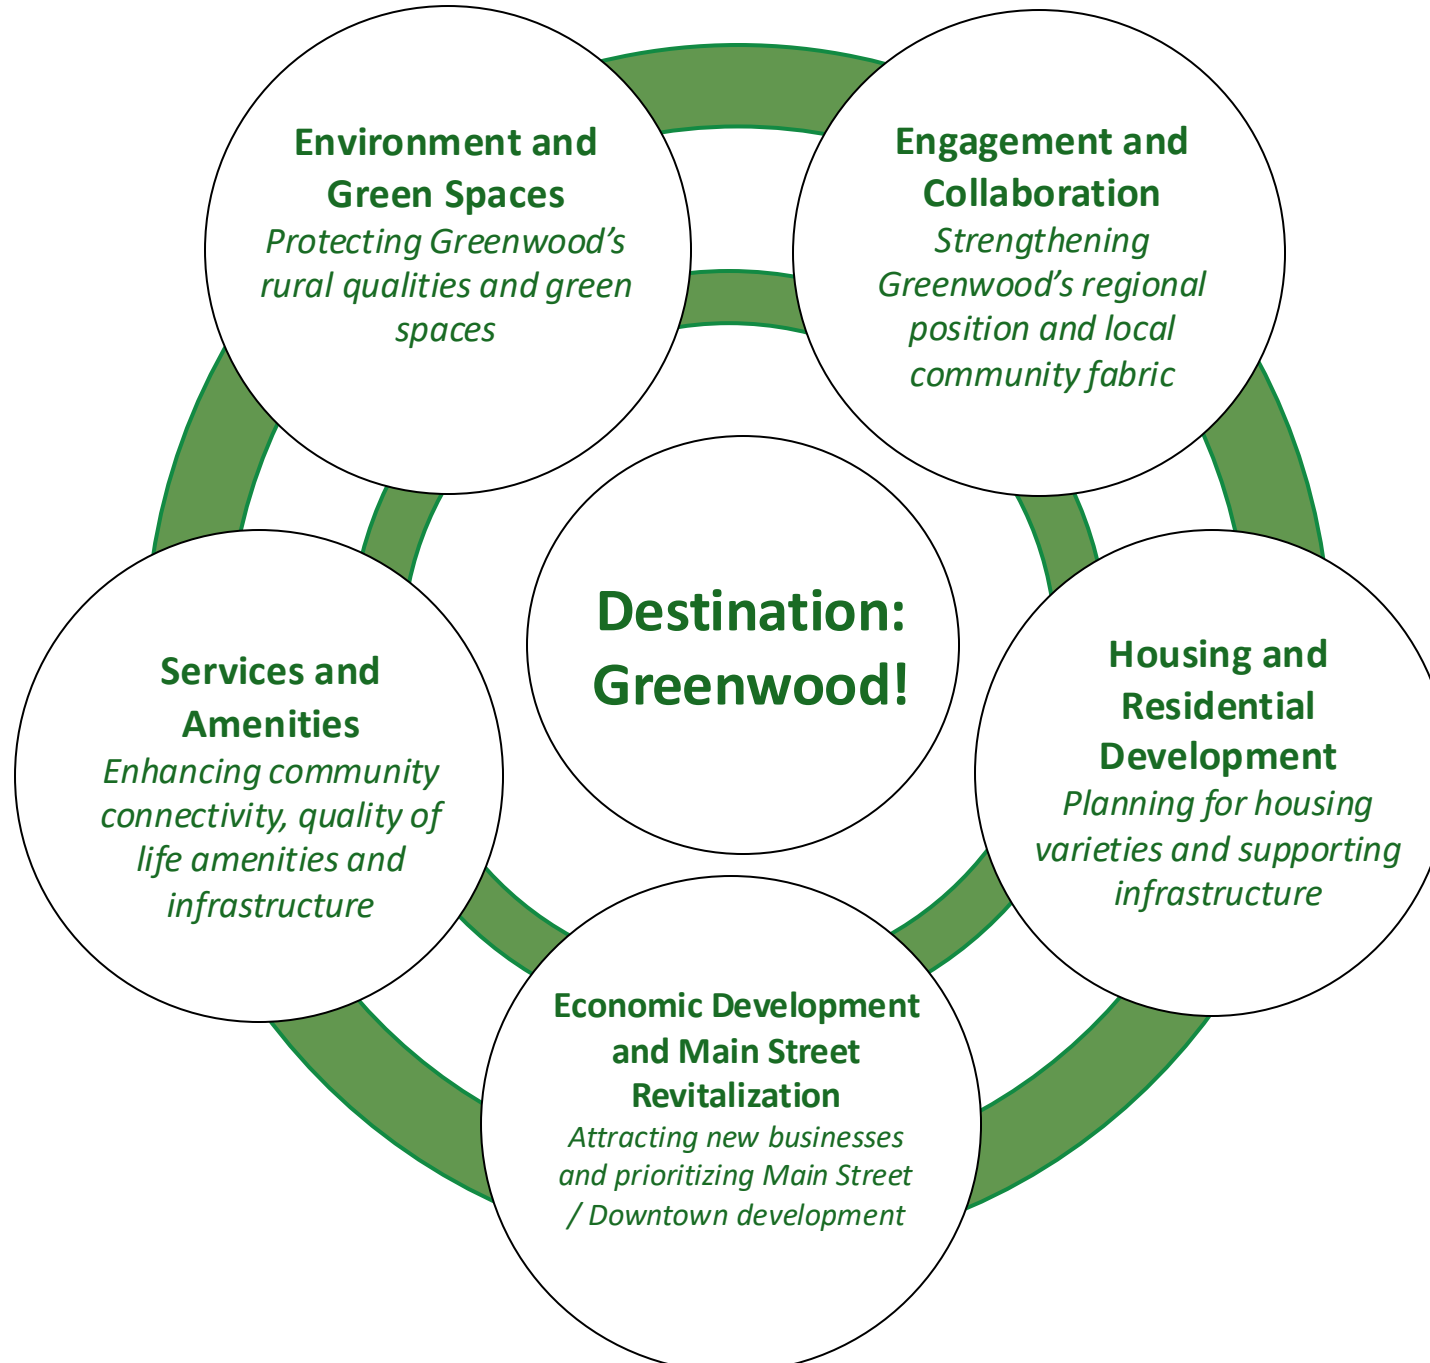 Environment and
Green Spaces
Protecting Greenwood’s
rural qualities and green
spaces
Engagement and
Collaboration
Strengthening
Greenwood’s regional
position and local
community fabric
Destination:
Greenwood!
Services and
Amenities
Enhancing community
connectivity, quality of
life amenities and
infrastructure
Housing and
Residential
Development
Planning for housing
varieties and supporting
infrastructure
Economic Development
and Main Street
Revitalization
Attracting new businesses
and prioritizing Main Street
/ Downtown development